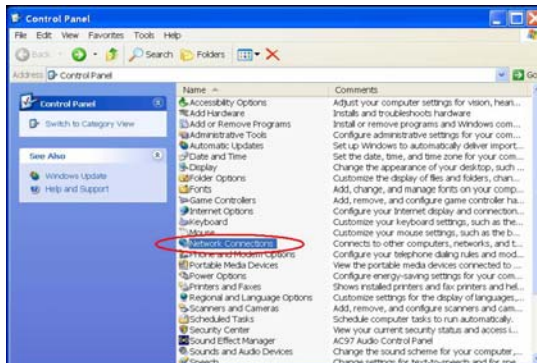 Control Panel
File Edit View Favorites Tools Help
Back Search Folders
Address Control Panel Go
Control Panel
Switch to Category View
See Also
Windows Update
Help and Support
Name Comments
Accessibility Options Adjust your computer settings for vision, heari...
Add Hardware Installs and troubleshoots hardware
Add or Remove Programs Install or remove programs and Windows com...
Administrative Tools Configure administrative settings for your com...
Automatic Updates Set up Windows to automatically deliver import...
Date and Time Set the date, time, and time zone for your com...
Display Change the appearance of your desktop, such ...
Folder Options Customize the display of files and folders, chan...
Fonts Add, change, and manage fonts on your comp...
Game Controllers Add, remove, and configure game controller ha...
Internet Options Configure your Internet display and connection...
Keyboard Customize your keyboard settings, such as the...
Mouse Customize your mouse settings, such as the b...
Network Connections Connects to other computers, networks, and t...
Phone and Modem Options Configure your telephone dialing rules and mod...
Portable Media Devices View the portable media devices connected to ...
Power Options Configure energy-saving settings for your com...
Printers and Faxes Shows installed printers and fax printers and hel...
Regional and Language Options Customize settings for the display of languages,...
Scanners and Cameras Add, remove, and configure scanners and cam...
Scheduled Tasks Schedule computer tasks to run automatically.
Security Center View your current security status and access i...
Sound Effect Manager AC97 Audio Control Panel
Sounds and Audio Devices Change the sound scheme for your computer,...
Speech Change settings for text-to-speech and for spe...